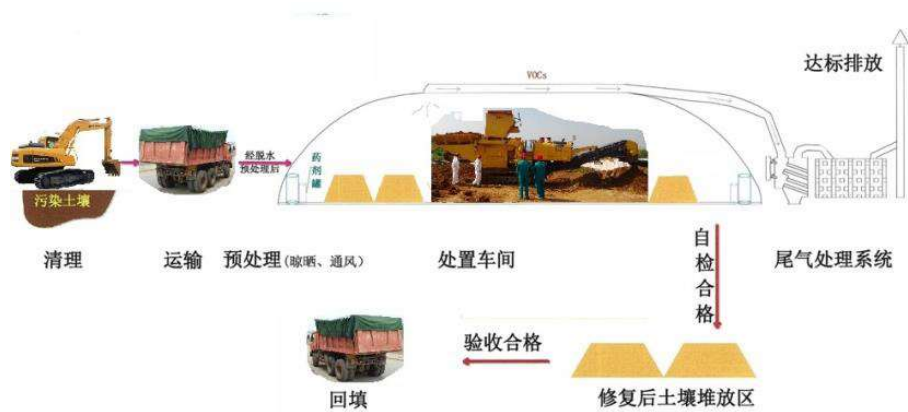 VOCs
达标排放
经脱水
预处理后
药剂罐
污染土壤
清理
运输
预处理(晾晒、通风)
处置车间
自检合格
尾气处理系统
验收合格
回填
修复后土壤堆放区